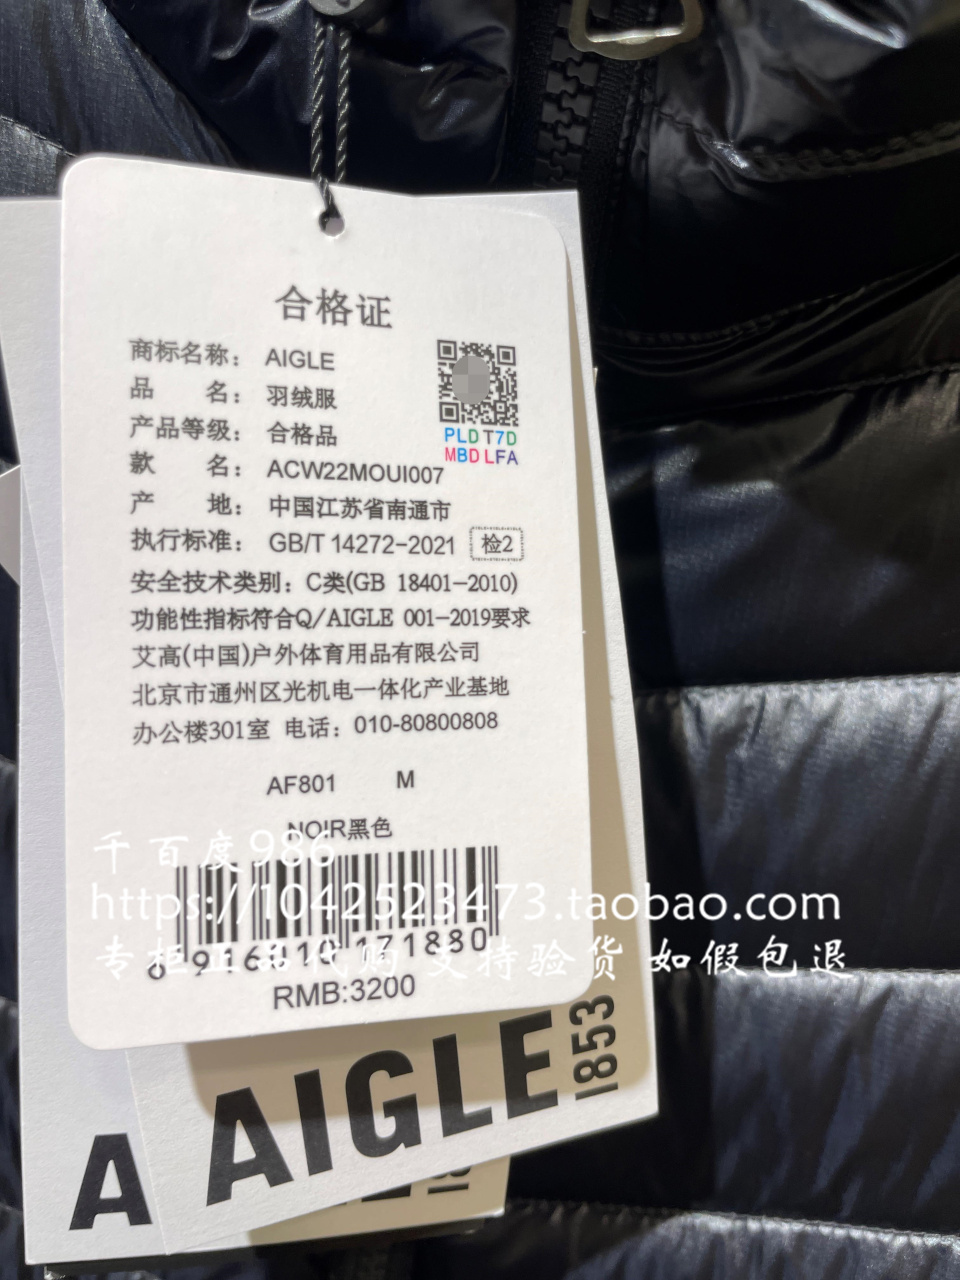 合格证
商标名称： AIGLE
品 名： 羽绒服
产品等级： 合格品
款 名： ACW22MOUI007
产 地： 中国江苏省南通市
执行标准： GB/T 14272-2021 检2
安全技术类别： C类(GB 18401-2010)
功能性指标符合Q/AIGLE 001-2019要求
艾高(中国)户外体育用品有限公司
北京市通州区光机电一体化产业基地
办公楼301室 电话： 010-80800808
PLD T7D
MBD LFA
AF801 M
NOIR黑色
千百度986
https://1042523473.taobao.com
专柜正品代购 支持验货 如假包退
RMB:3200
AIGLE
1853
A